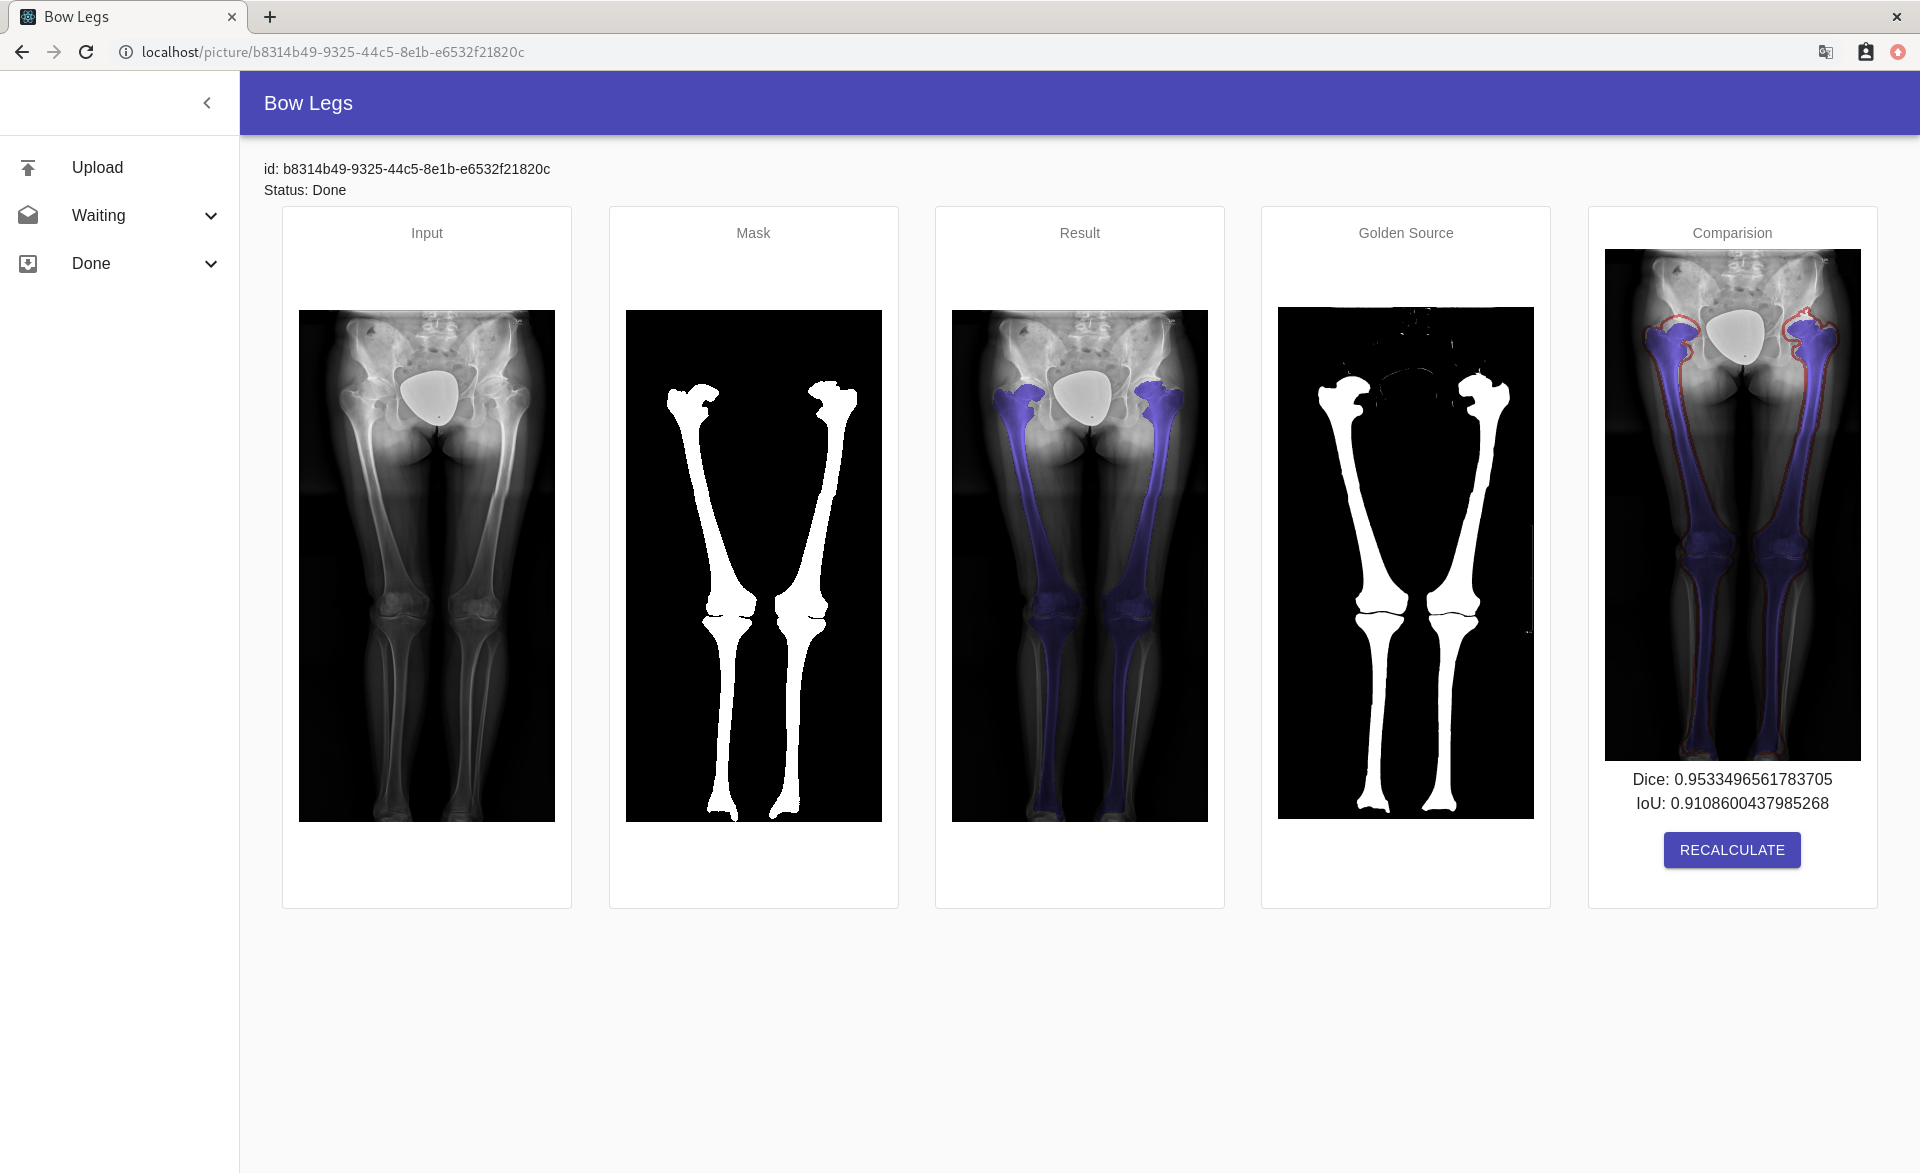 Bow Legs
localhost/picture/b8314b49-9325-44c5-8e1b-e6532f21820c
Bow Legs
Upload
Waiting
Done
id: b8314b49-9325-44c5-8e1b-e6532f21820c
Status: Done
Input
Mask
Result
Golden Source
Comparision
Dice: 0.9533496561783705
IoU: 0.9108600437985268
RECALCULATE